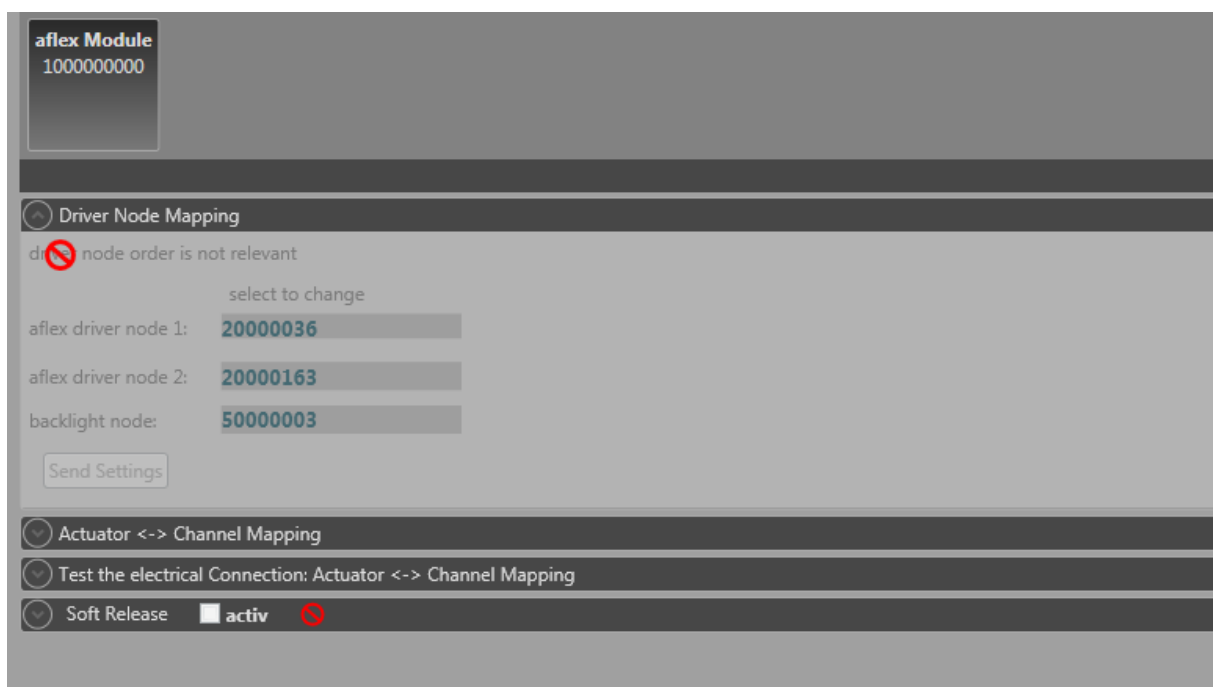 aflex Module
1000000000
Driver Node Mapping
driver node order is not relevant
select to change
aflex driver node 1: 20000036
aflex driver node 2: 20000163
backlight node: 50000003
Send Settings
Actuator <-> Channel Mapping
Test the electrical Connection: Actuator <-> Channel Mapping
Soft Release activ